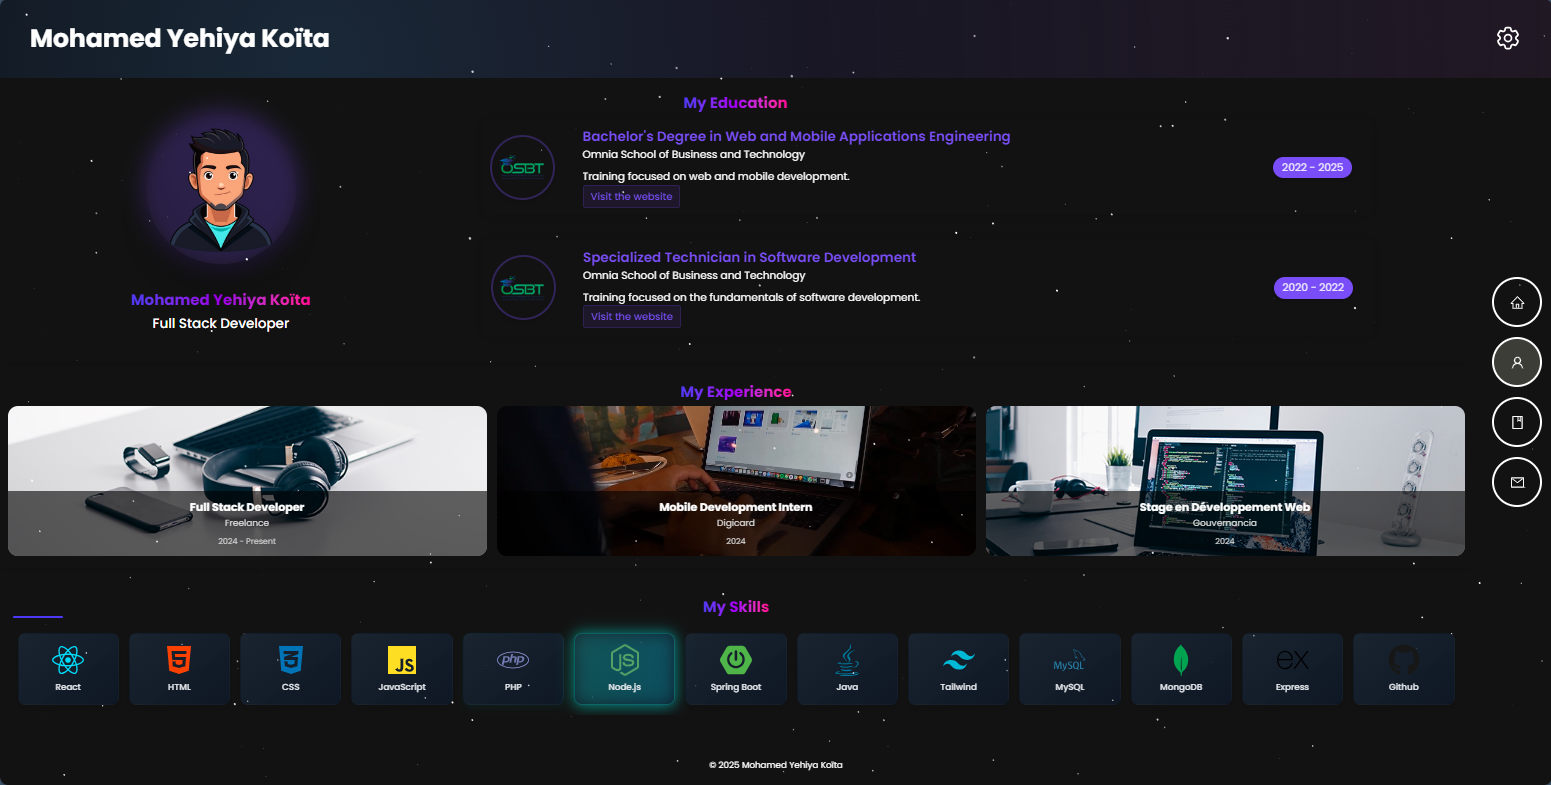 Mohamed Yehiya Koïta
My Education
Bachelor's Degree in Web and Mobile Applications Engineering
Omnia School of Business and Technology
Training focused on web and mobile development.
Visit the website
OSBT
2022 - 2025
Specialized Technician in Software Development
Omnia School of Business and Technology
Training focused on the fundamentals of software development.
Visit the website
OSBT
2020 - 2022
Mohamed Yehiya Koïta
Full Stack Developer
My Experience
Full Stack Developer
Freelance
2024 - Present
Mobile Development Intern
Digicard
2024
Stage en Développement Web
Gouvernancia
2024
My Skills
React
5
HTML
3
CSS
JS
JavaScript
php
PHP
JS
Node.js
Spring Boot
Java
Tailwind
MySQL
MySQL
MongoDB
ex
Express
Github
© 2025 Mohamed Yehiya Koïta